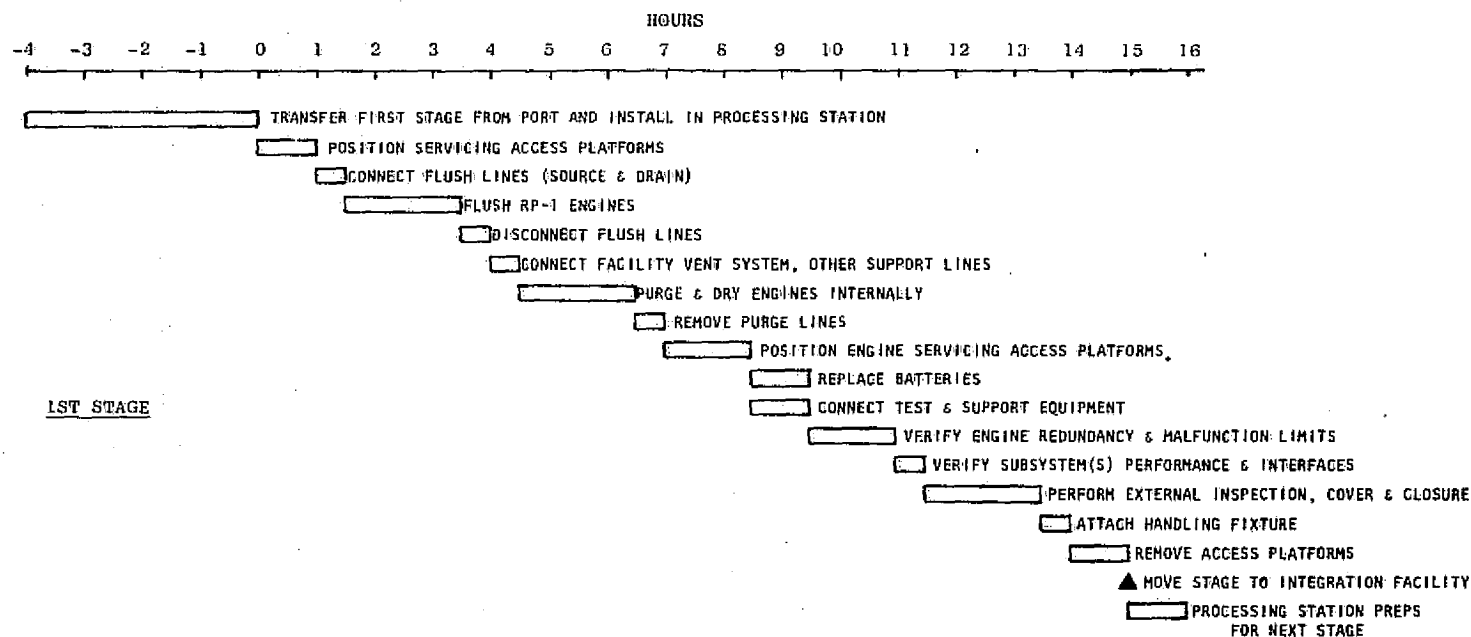 HOURS
-4 -3 -2 -1 0 1 2 3 4 5 6 7 8 9 10 11 12 13 14 15 16
TRANSFER FIRST STAGE FROM PORT AND INSTALL IN PROCESSING STATION
POSITION SERVICING ACCESS PLATFORMS
CONNECT FLUSH LINES (SOURCE & DRAIN)
FLUSH RP-1 ENGINES
DISCONNECT FLUSH LINES
CONNECT FACILITY VENT SYSTEM, OTHER SUPPORT LINES
PURGE & DRY ENGINES INTERNALLY
REMOVE PURGE LINES
POSITION ENGINE SERVICING ACCESS PLATFORMS.
REPLACE BATTERIES
1ST STAGE
CONNECT TEST & SUPPORT EQUIPMENT
VERIFY ENGINE REDUNDANCY & MALFUNCTION LIMITS
VERIFY SUBSYSTEM(S) PERFORMANCE & INTERFACES
PERFORM EXTERNAL INSPECTION, COVER & CLOSURE
ATTACH HANDLING FIXTURE
REMOVE ACCESS PLATFORMS
MOVE STAGE TO INTEGRATION FACILITY
PROCESSING STATION PREPS
FOR NEXT STAGE